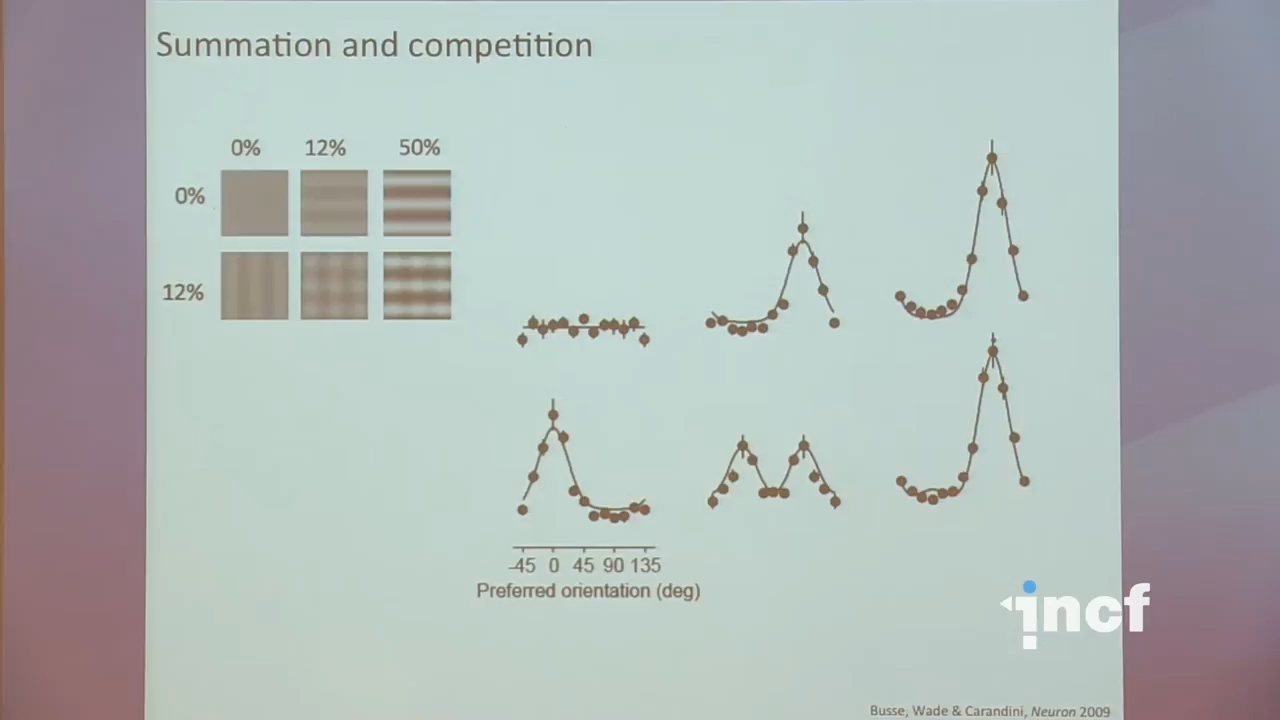 Summation and competition
0% 12% 50%
0%
12%
-45 0 45 90 135
Preferred orientation (deg)
incf
Busse, Wade & Carandini, Neuron 2009